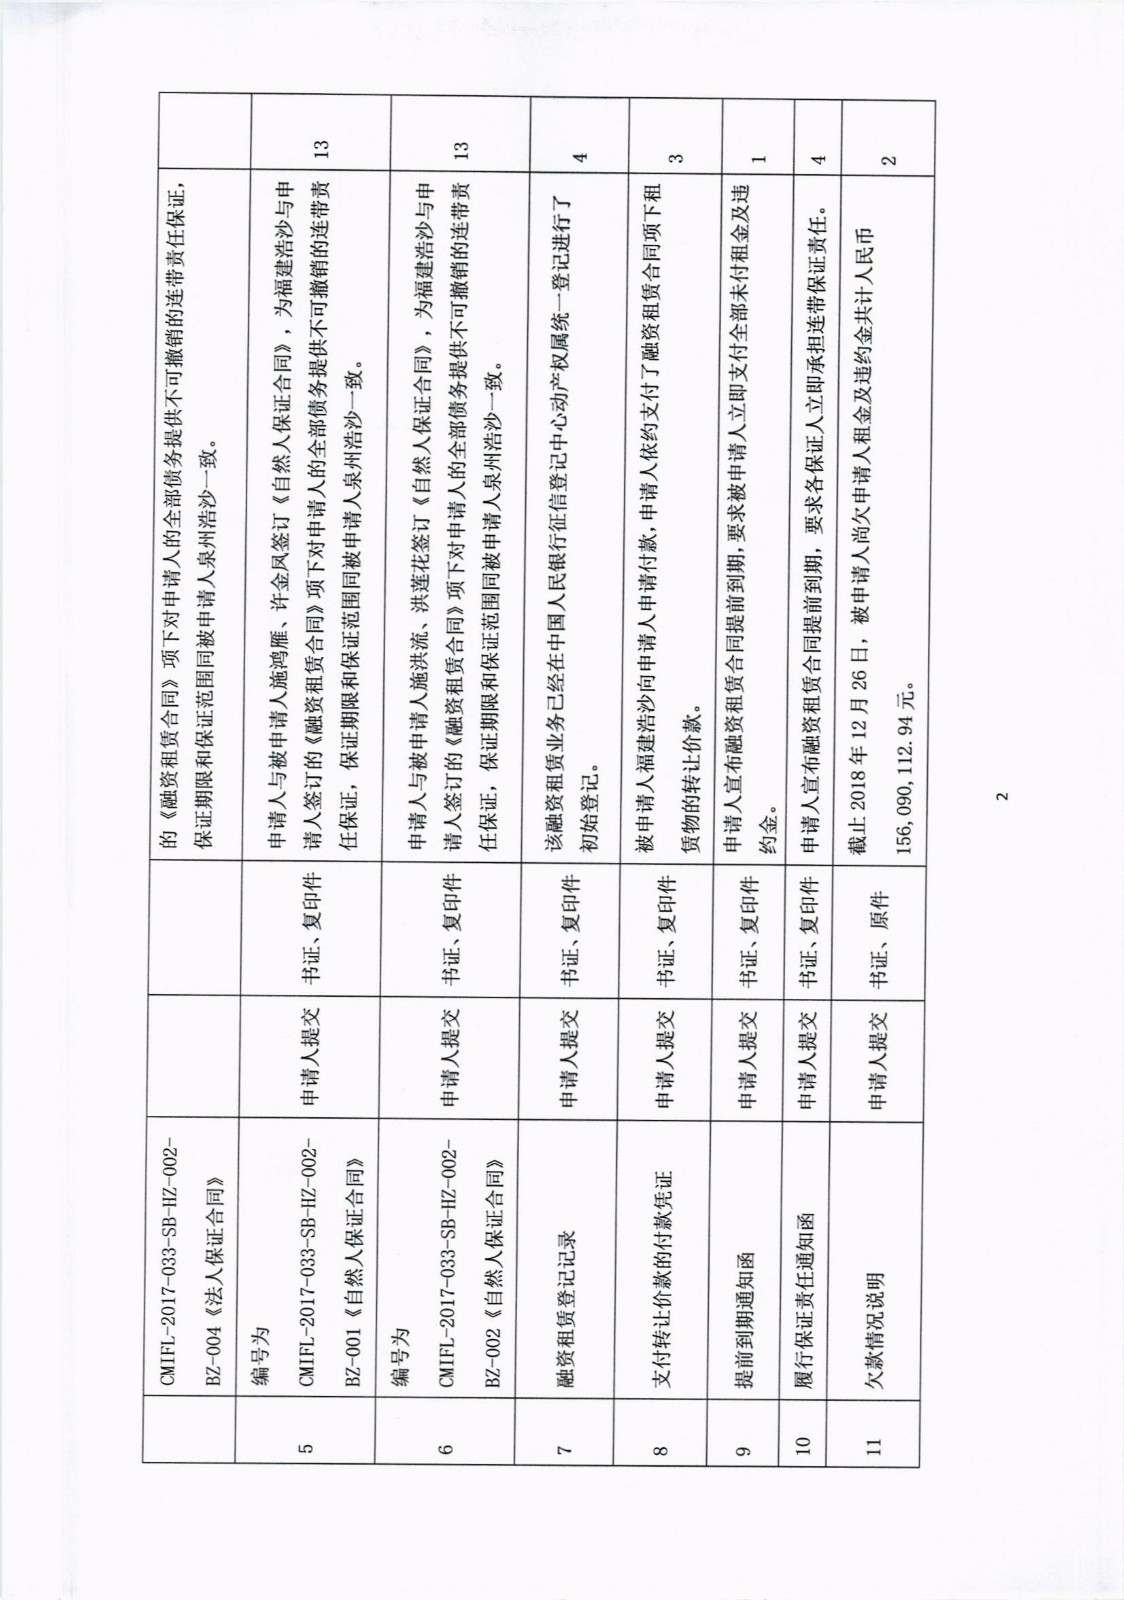 CMIFL-2017-033-SB-HZ-002-
BZ-004《法人保证合同》
的《融资租赁合同》项下对申请人的全部债务提供不可撤销的连带责任保证,
保证期限和保证范围同被申请人泉州浩沙一致。
5
编号为
CMIFL-2017-033-SB-HZ-002-
BZ-001《自然人保证合同》
申请人提交
书证、复印件
申请人与被申请人施鸿雁、许金凤签订《自然人保证合同》,为福建浩沙与申
请人签订的《融资租赁合同》项下对申请人的全部债务提供不可撤销的连带责
任保证,保证期限和保证范围同被申请人泉州浩沙一致。
13
6
编号为
CMIFL-2017-033-SB-HZ-002-
BZ-002《自然人保证合同》
申请人提交
书证、复印件
申请人与被申请人施洪流、洪莲花签订《自然人保证合同》,为福建浩沙与申
请人签订的《融资租赁合同》项下对申请人的全部债务提供不可撤销的连带责
任保证,保证期限和保证范围同被申请人泉州浩沙一致。
13
7
融资租赁登记记录
申请人提交
书证、复印件
该融资租赁业务已经在中国人民银行征信登记中心动产权属统一登记进行了
初始登记。
4
8
支付转让价款的付款凭证
申请人提交
书证、复印件
被申请人福建浩沙向申请人申请付款,申请人依约支付了融资租赁合同项下租
赁物的转让价款。
3
9
提前到期通知函
申请人提交
书证、复印件
申请人宣布融资租赁合同提前到期,要求被申请人立即支付全部未付租金及违
约金。
1
10
履行保证责任通知函
申请人提交
书证、复印件
申请人宣布融资租赁合同提前到期,要求各保证人立即承担连带保证责任。
4
11
欠款情况说明
申请人提交
书证、原件
截止 2018 年 12 月 26 日,被申请人尚欠申请人租金及违约金共计人民币
156,090,112.94 元。
2
2